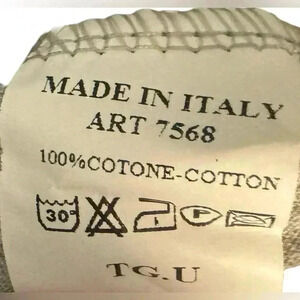 MADE IN ITALY
ART 7568
100%COTONE-COTTON
30°
P
TG.U